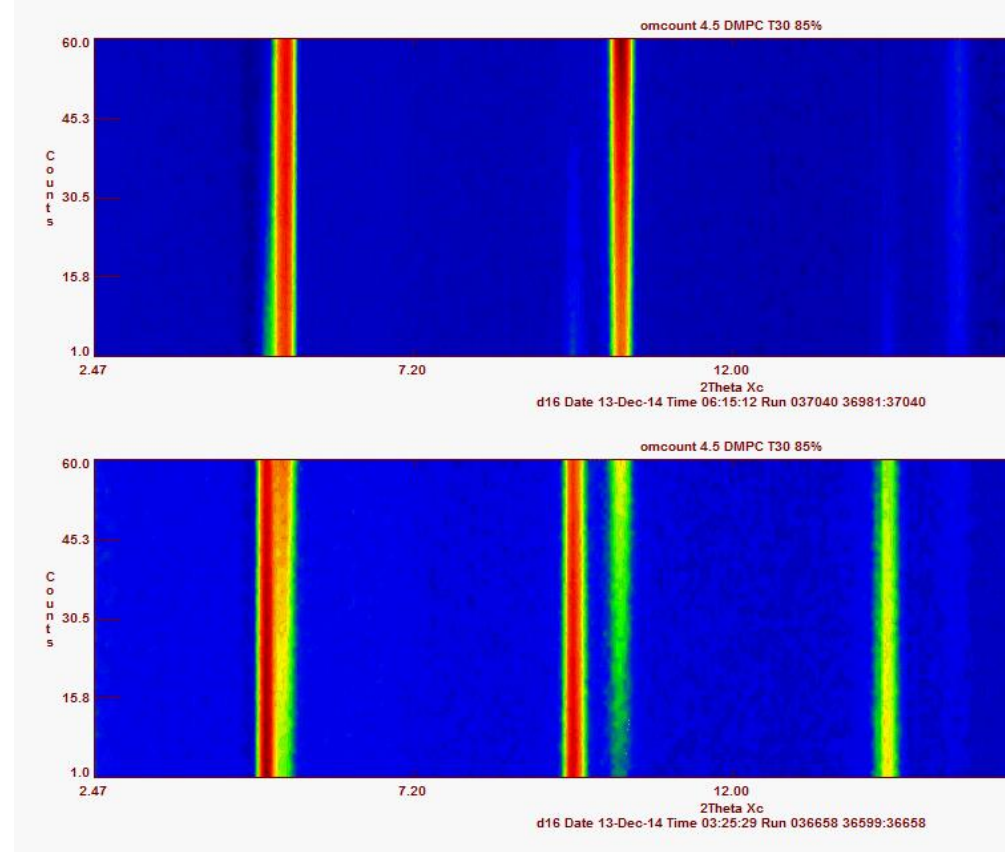 omcount 4.5 DMPC T30 85%
60.0
45.3
Counts
30.5
15.8
1.0
2.47 7.20 12.00
2Theta Xc
d16 Date 13-Dec-14 Time 06:15:12 Run 037040 36981:37040
omcount 4.5 DMPC T30 85%
60.0
45.3
Counts
30.5
15.8
1.0
2.47 7.20 12.00
2Theta Xc
d16 Date 13-Dec-14 Time 03:25:29 Run 036658 36599:36658